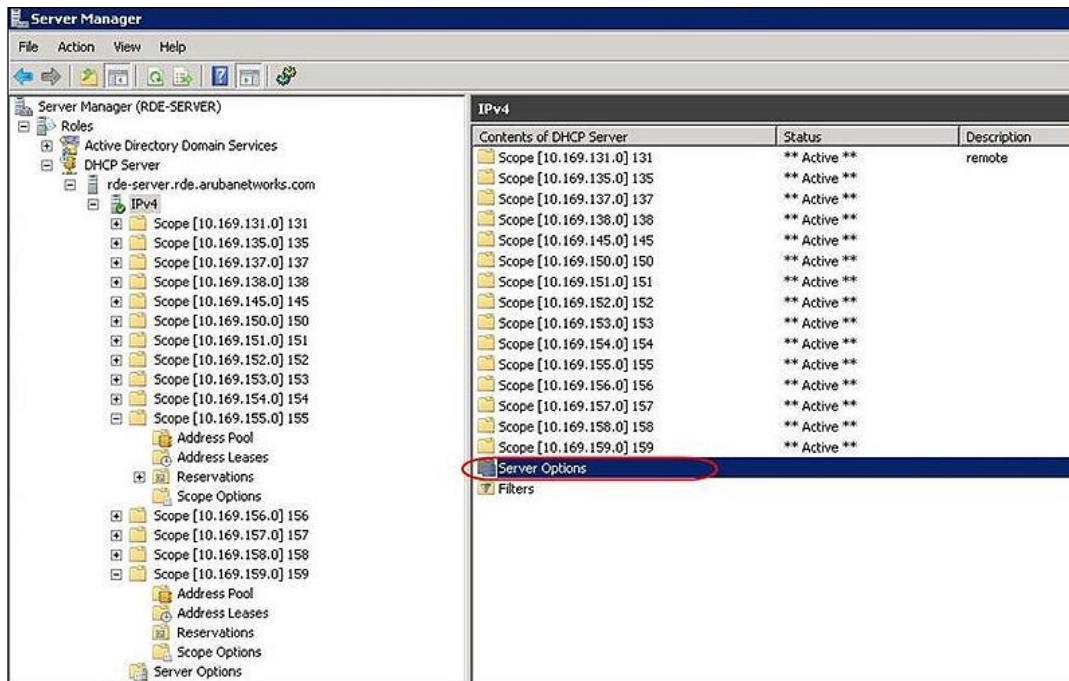 Server Manager
File Action View Help
Server Manager (RDE-SERVER)
Roles
Active Directory Domain Services
DHCP Server
rde-server.rde.arubanetworks.com
IPv4
Scope [10.169.131.0] 131
Scope [10.169.135.0] 135
Scope [10.169.137.0] 137
Scope [10.169.138.0] 138
Scope [10.169.145.0] 145
Scope [10.169.150.0] 150
Scope [10.169.151.0] 151
Scope [10.169.152.0] 152
Scope [10.169.153.0] 153
Scope [10.169.154.0] 154
Scope [10.169.155.0] 155
Address Pool
Address Leases
Reservations
Scope Options
Scope [10.169.156.0] 156
Scope [10.169.157.0] 157
Scope [10.169.158.0] 158
Scope [10.169.159.0] 159
Address Pool
Address Leases
Reservations
Scope Options
Server Options
IPv4
Contents of DHCP Server Status Description
Scope [10.169.131.0] 131 ** Active ** remote
Scope [10.169.135.0] 135 ** Active **
Scope [10.169.137.0] 137 ** Active **
Scope [10.169.138.0] 138 ** Active **
Scope [10.169.145.0] 145 ** Active **
Scope [10.169.150.0] 150 ** Active **
Scope [10.169.151.0] 151 ** Active **
Scope [10.169.152.0] 152 ** Active **
Scope [10.169.153.0] 153 ** Active **
Scope [10.169.154.0] 154 ** Active **
Scope [10.169.155.0] 155 ** Active **
Scope [10.169.156.0] 156 ** Active **
Scope [10.169.157.0] 157 ** Active **
Scope [10.169.158.0] 158 ** Active **
Scope [10.169.159.0] 159 ** Active **
Server Options
Filters